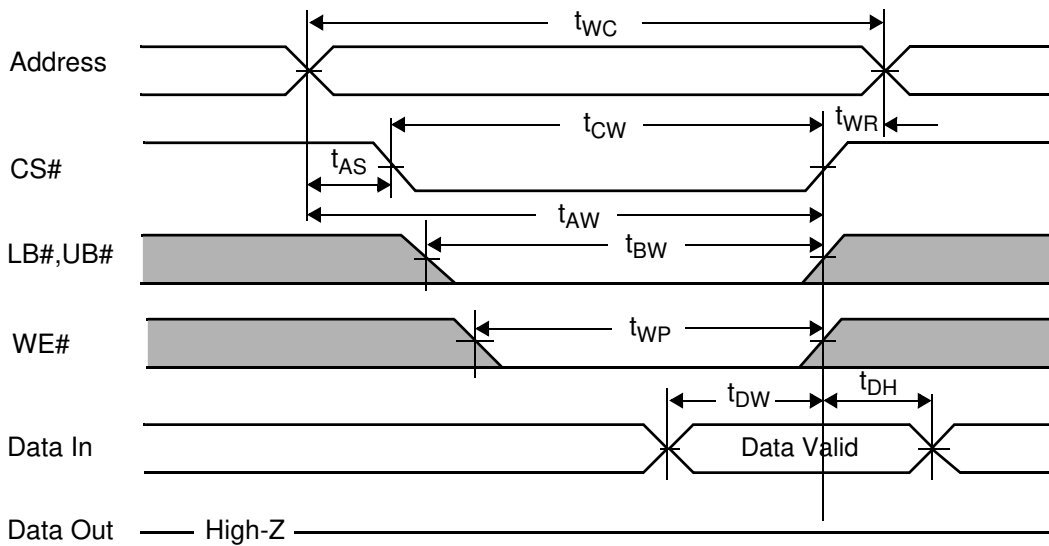 tWC
Address
tCW
tWR
CS#
tAS
tAW
LB#,UB#
tBW
WE#
tWP
tDW
tDH
Data In
Data Valid
Data Out
High-Z